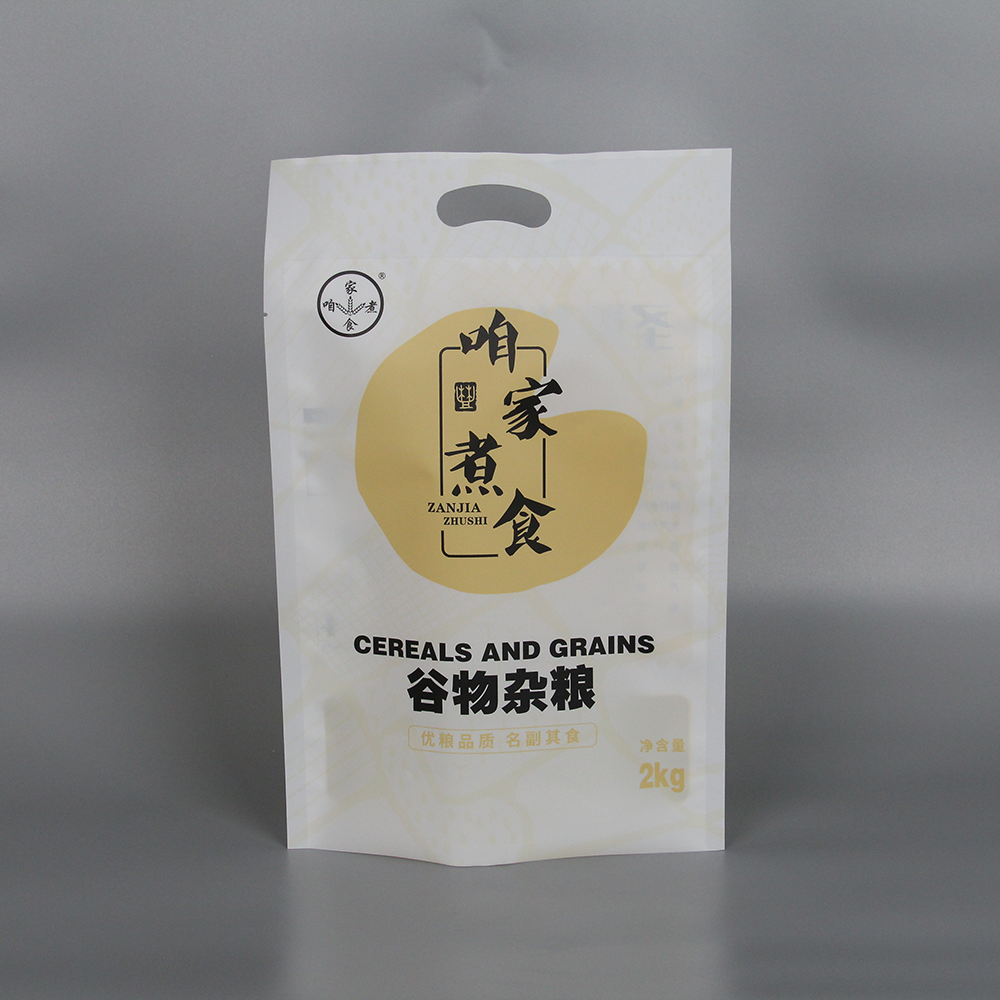 家
咱 煮
食
®
咱家煮食
ZANJIA
ZHUSHI
CEREALS AND GRAINS
谷物杂粮
优粮品质 名副其食
净含量
2kg